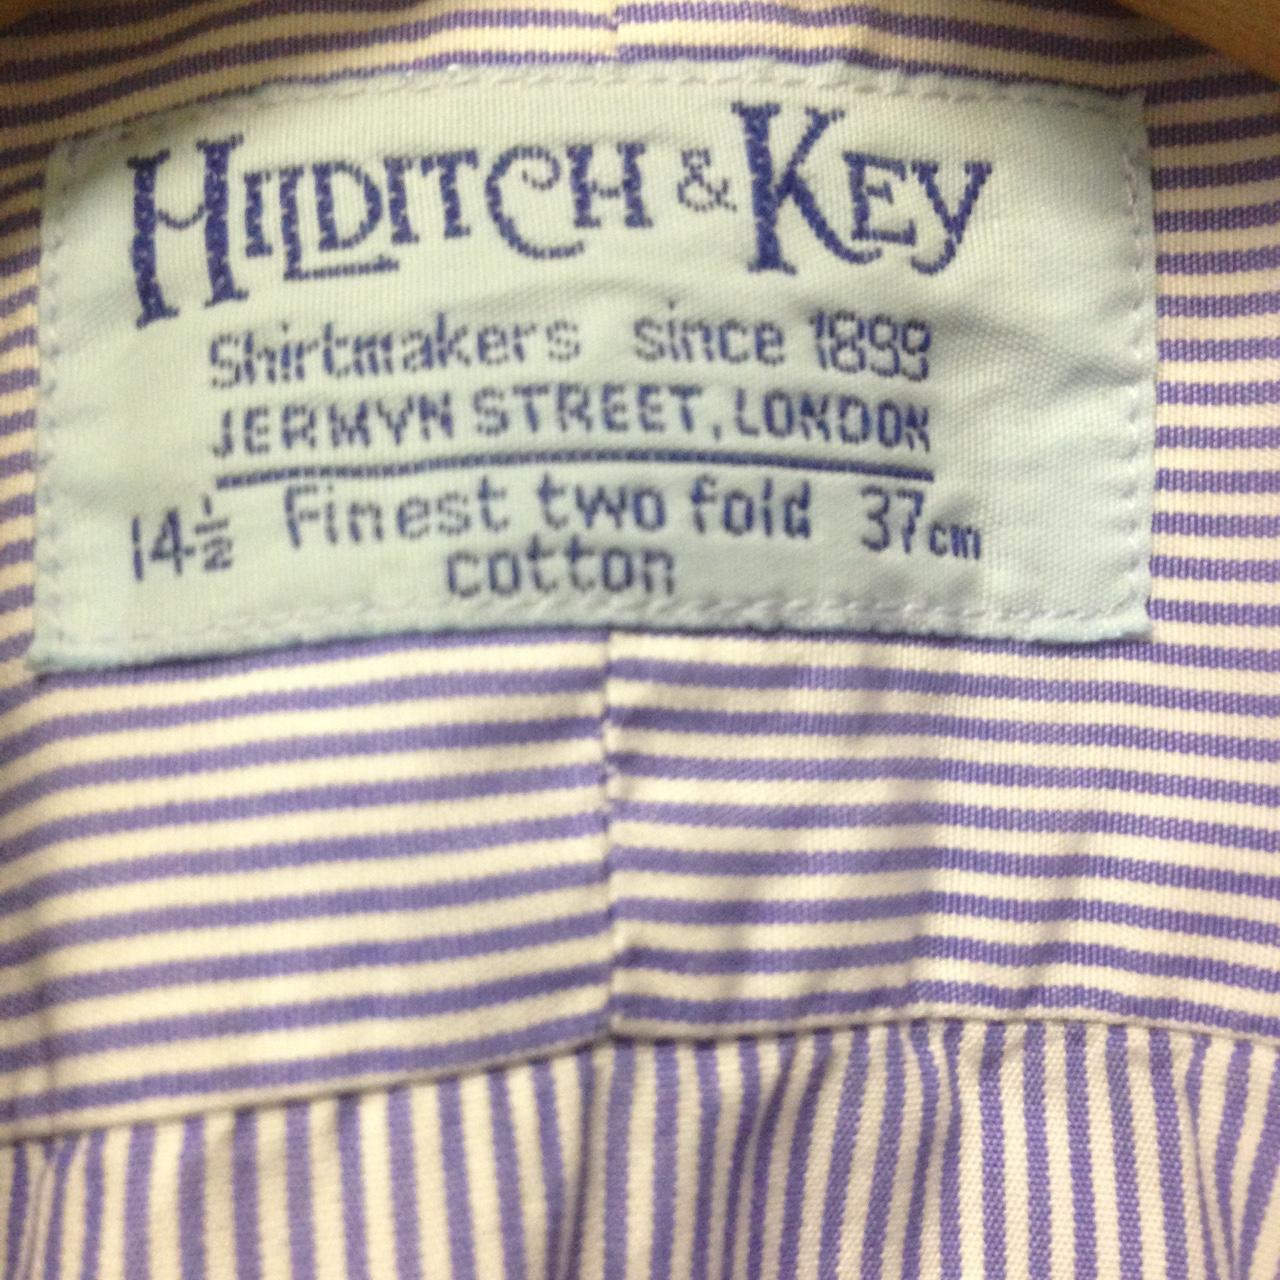 HILDITCH & KEY
Shirtmakers since 1899
JERMYN STREET, LONDON
14½ Finest two fold 37cm
cotton